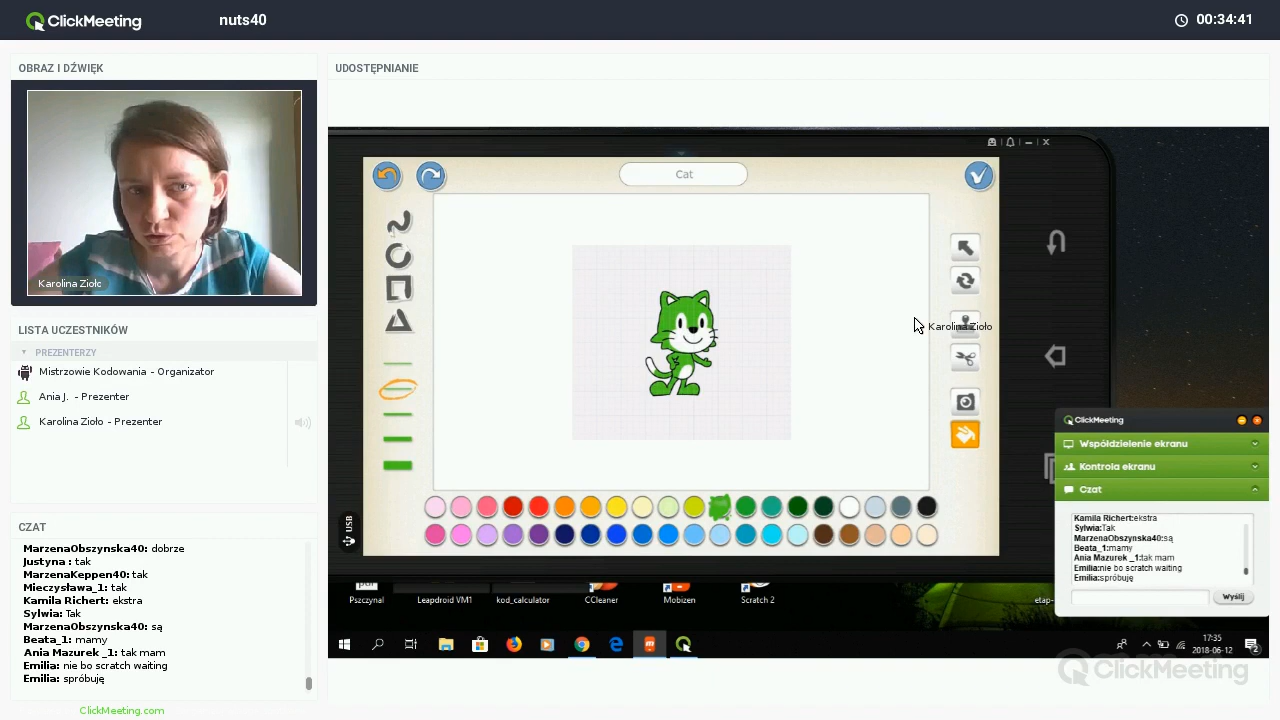 ClickMeeting
nuts40
00:34:41
OBRAZ I DŹWIĘK
UDOSTĘPNIANIE
Karolina Zioło
LISTA UCZESTNIKÓW
PREZENTERZY
Mistrzowie Kodowania - Organizator
Ania J. - Prezenter
Karolina Zioło - Prezenter
CZAT
MarzenaObszynska40: dobrze
Justyna : tak
MarzenaKeppen40: tak
Mieczysława_1: tak
Kamila Richert: ekstra
Sylwia: Tak
MarzenaObszynska40: są
Beata_1: mamy
Ania Mazurek _1: tak mam
Emilia: nie bo scratch waiting
Emilia: spróbuję
ClickMeeting.com
Cat
Karolina Zioło
USB
Pszczynal
Leapdroid VM1
kod_calculator
CCleaner
Mobizen
Scratch 2
etap-
ClickMeeting
Współdzielenie ekranu
Kontrola ekranu
Czat
Kamila Richert:ekstra
Sylwia:Tak
MarzenaObszynska40:są
Beata_1:mamy
Ania Mazurek _1:tak mam
Emilia:nie bo scratch waiting
Emilia:spróbuję
Wyślij
17:35
2018-06-12
2
ClickMeeting